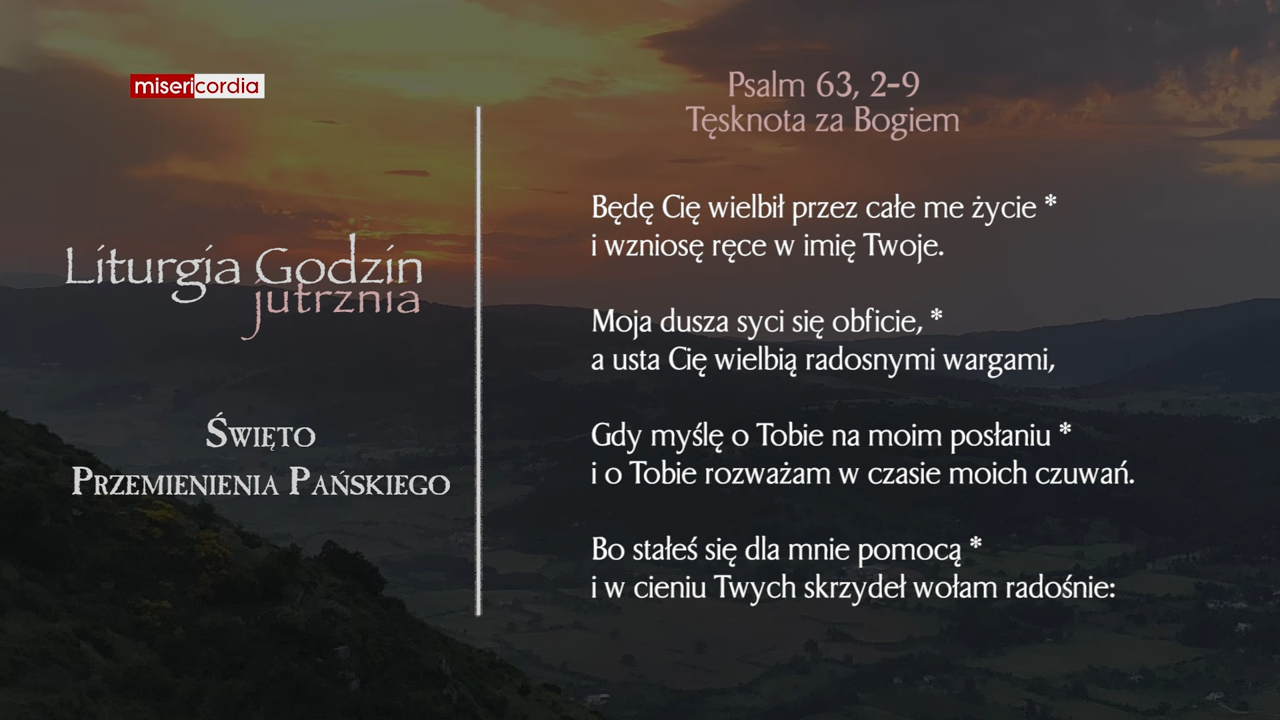 misericordia
Liturgia Godzin
jutrznia
Święto
Przemienienia Pańskiego
Psalm 63, 2-9
Tęsknota za Bogiem
Będę Cię wielbił przez całe me życie *
i wzniosę ręce w imię Twoje.
Moja dusza syci się obficie, *
a usta Cię wielbią radosnymi wargami,
Gdy myślę o Tobie na moim posłaniu *
i o Tobie rozważam w czasie moich czuwań.
Bo stałeś się dla mnie pomocą *
i w cieniu Twych skrzydeł wołam radośnie: